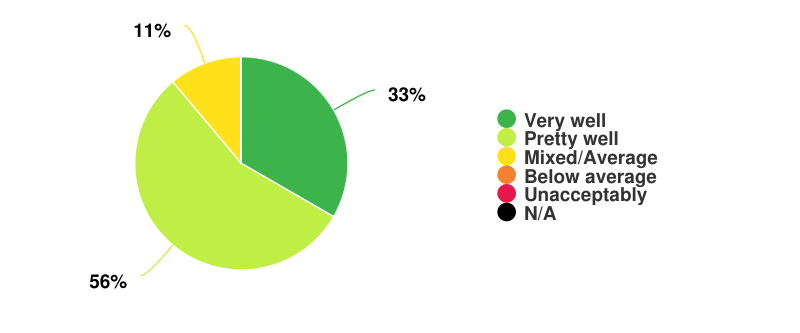 11%
33%
56%
Very well
Pretty well
Mixed/Average
Below average
Unacceptably
N/A